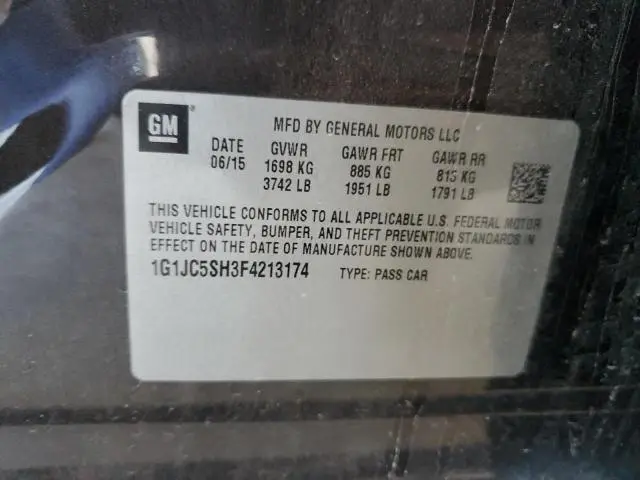 GM®
MFD BY GENERAL MOTORS LLC
DATE GVWR GAWR FRT GAWR RR
06/15 1698 KG 885 KG 815 KG
3742 LB 1951 LB 1791 LB
THIS VEHICLE CONFORMS TO ALL APPLICABLE U.S. FEDERAL MOTOR
VEHICLE SAFETY, BUMPER, AND THEFT PREVENTION STANDARDS IN
EFFECT ON THE DATE OF MANUFACTURE SHOWN ABOVE.
1G1JC5SH3F4213174 TYPE: PASS CAR